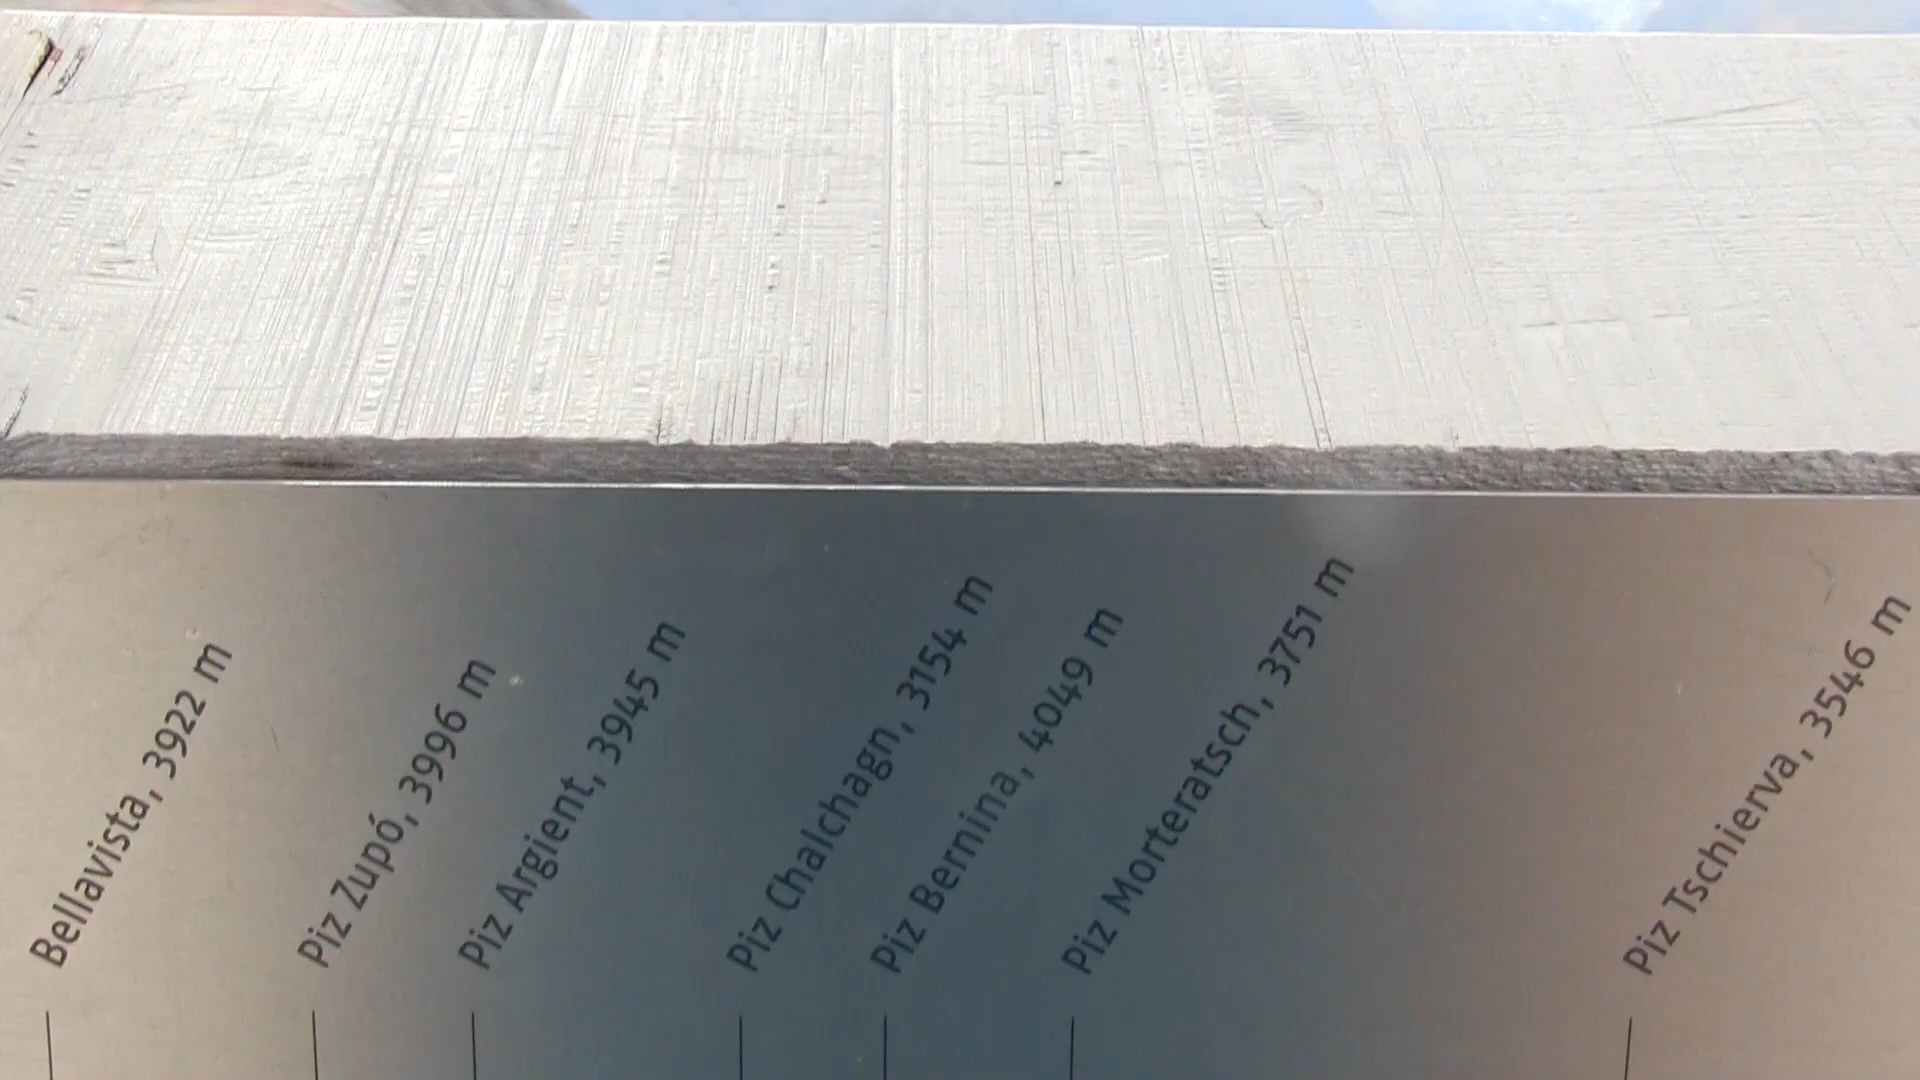 Bellavista, 3922 m
Piz Zupó, 3996 m
Piz Argient, 3945 m
Piz Chalchagn, 3154 m
Piz Bernina, 4049 m
Piz Morteratsch, 3751 m
Piz Tschierva, 3546 m